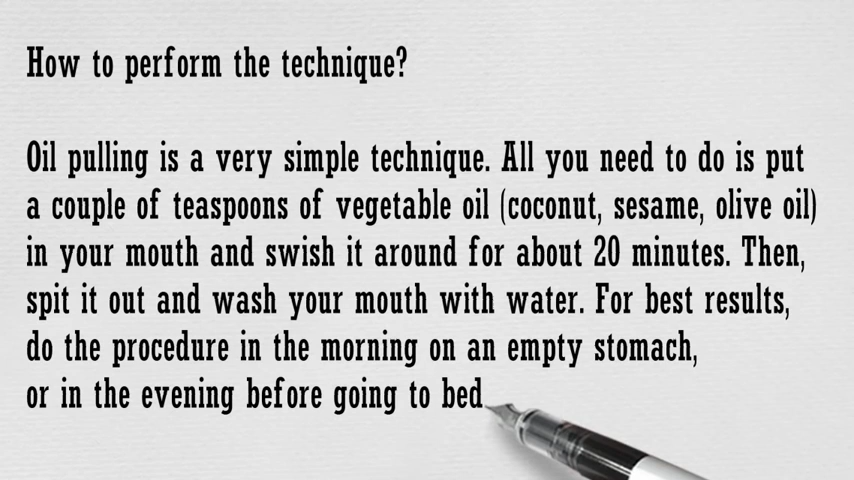 How to perform the technique?
Oil pulling is a very simple technique. All you need to do is put
a couple of teaspoons of vegetable oil (coconut, sesame, olive oil)
in your mouth and swish it around for about 20 minutes. Then,
spit it out and wash your mouth with water. For best results,
do the procedure in the morning on an empty stomach,
or in the evening before going to bed